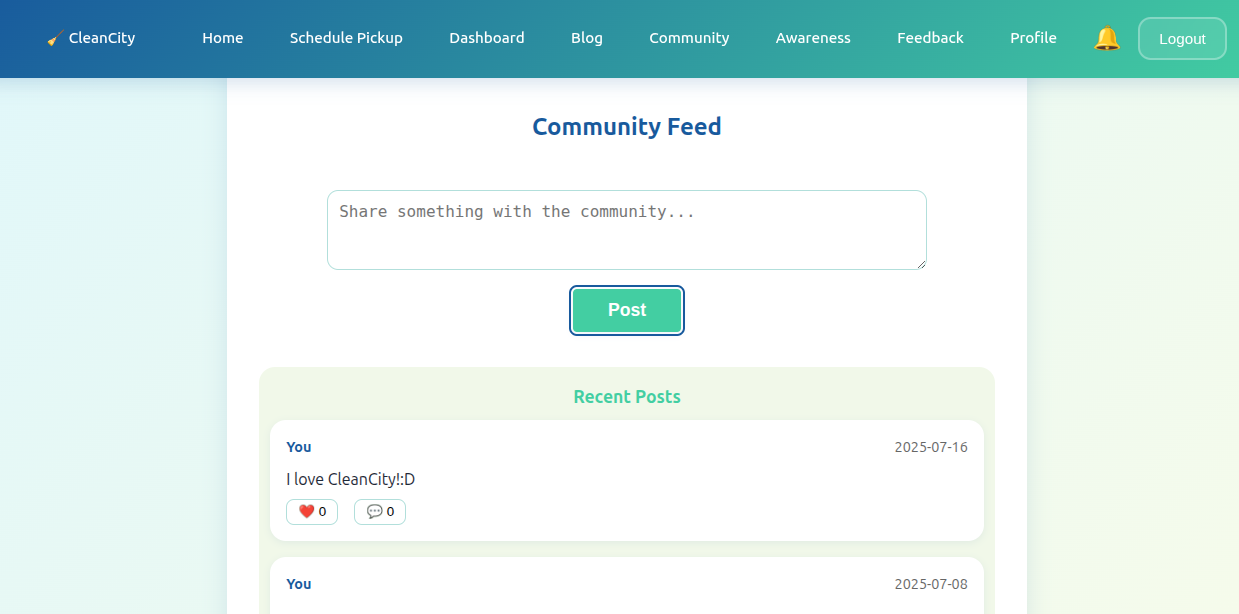 🧹 CleanCity Home Schedule Pickup Dashboard Blog Community Awareness Feedback Profile 🔔 Logout
Community Feed
Share something with the community...
Post
Recent Posts
You 2025-07-16
I love CleanCity!:D
❤️ 0 💬 0
You 2025-07-08